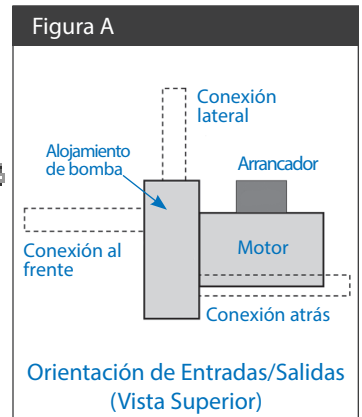 Figura A
Conexión
lateral
Alojamiento
de bomba
Arrancador
Conexión al
frente
Motor
Conexión atrás
Orientación de Entradas/Salidas
(Vista Superior)